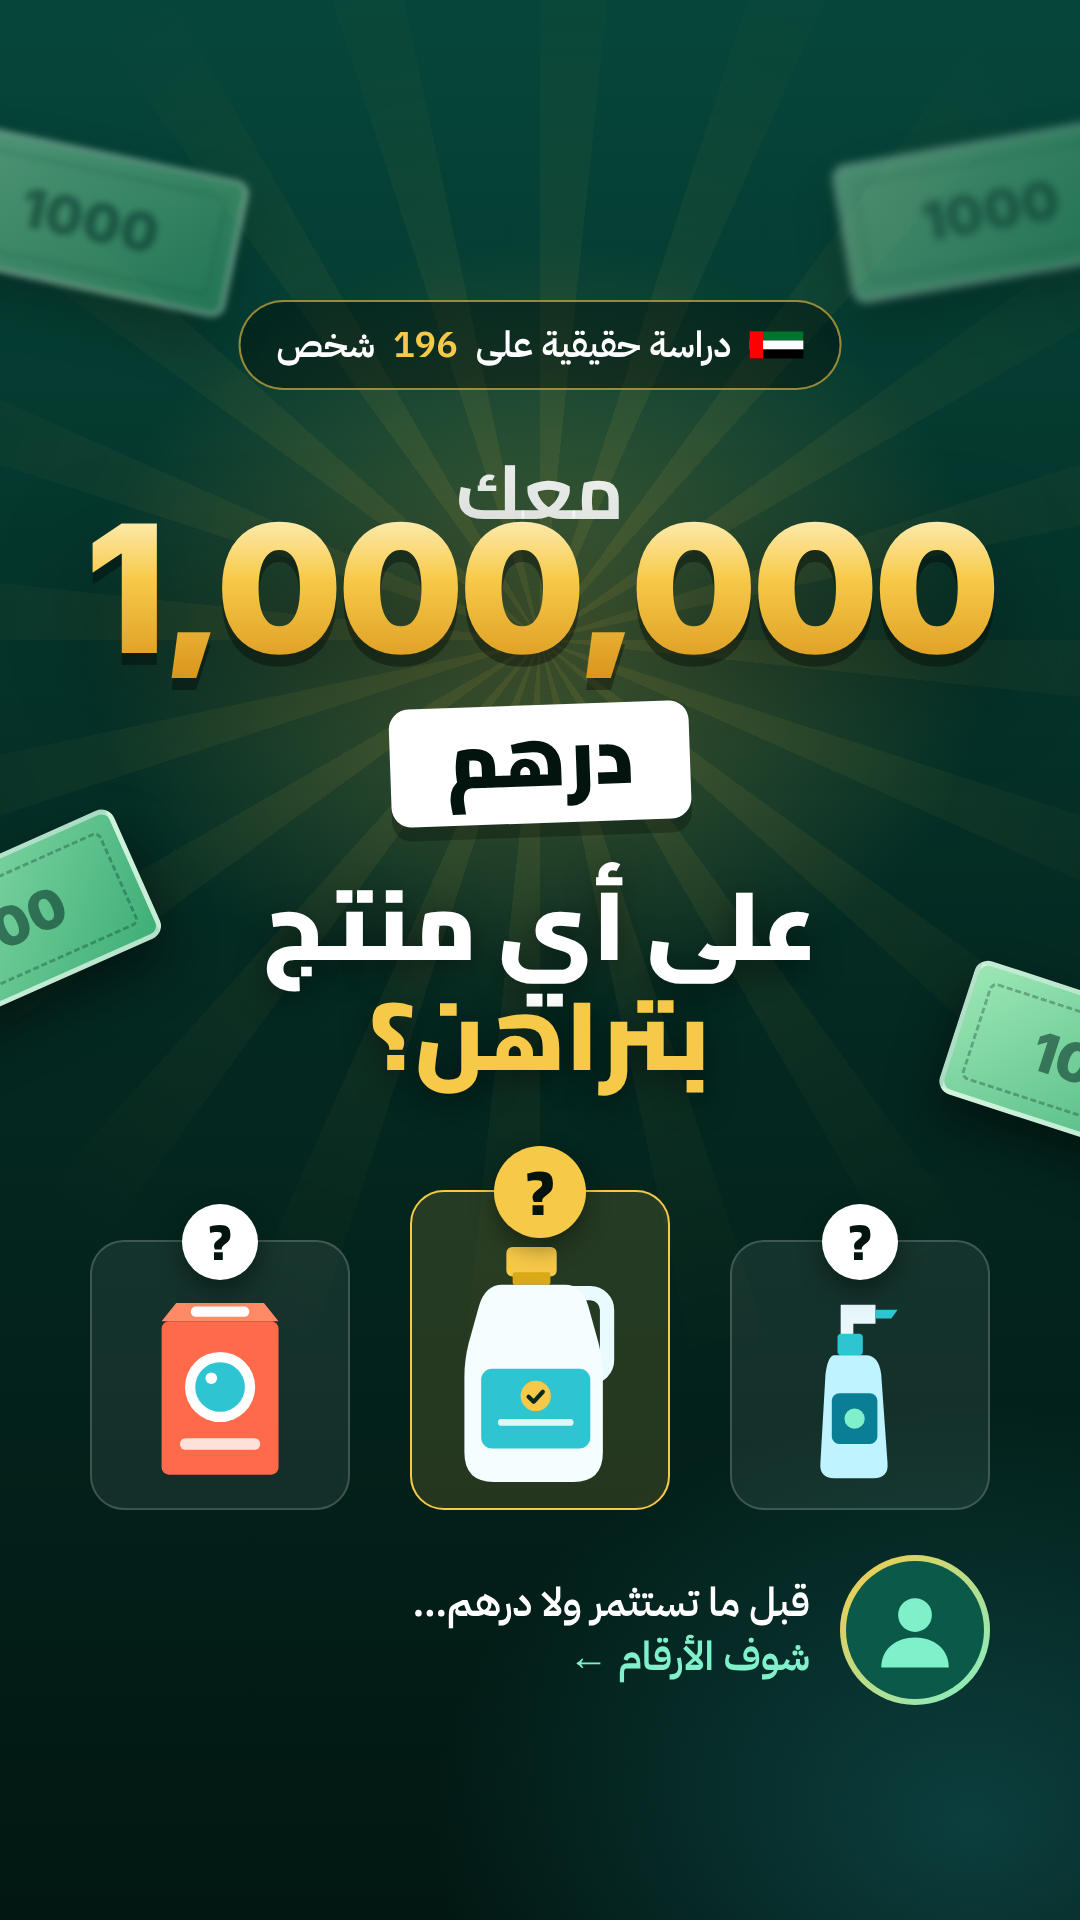 1000
1000
دراسة حقيقية على 196 شخص
معك
1,000,000
درهم
على أي منتج
بتراهن؟
00
10
?
?
?
قبل ما تستثمر ولا درهم...
شوف الأرقام ←